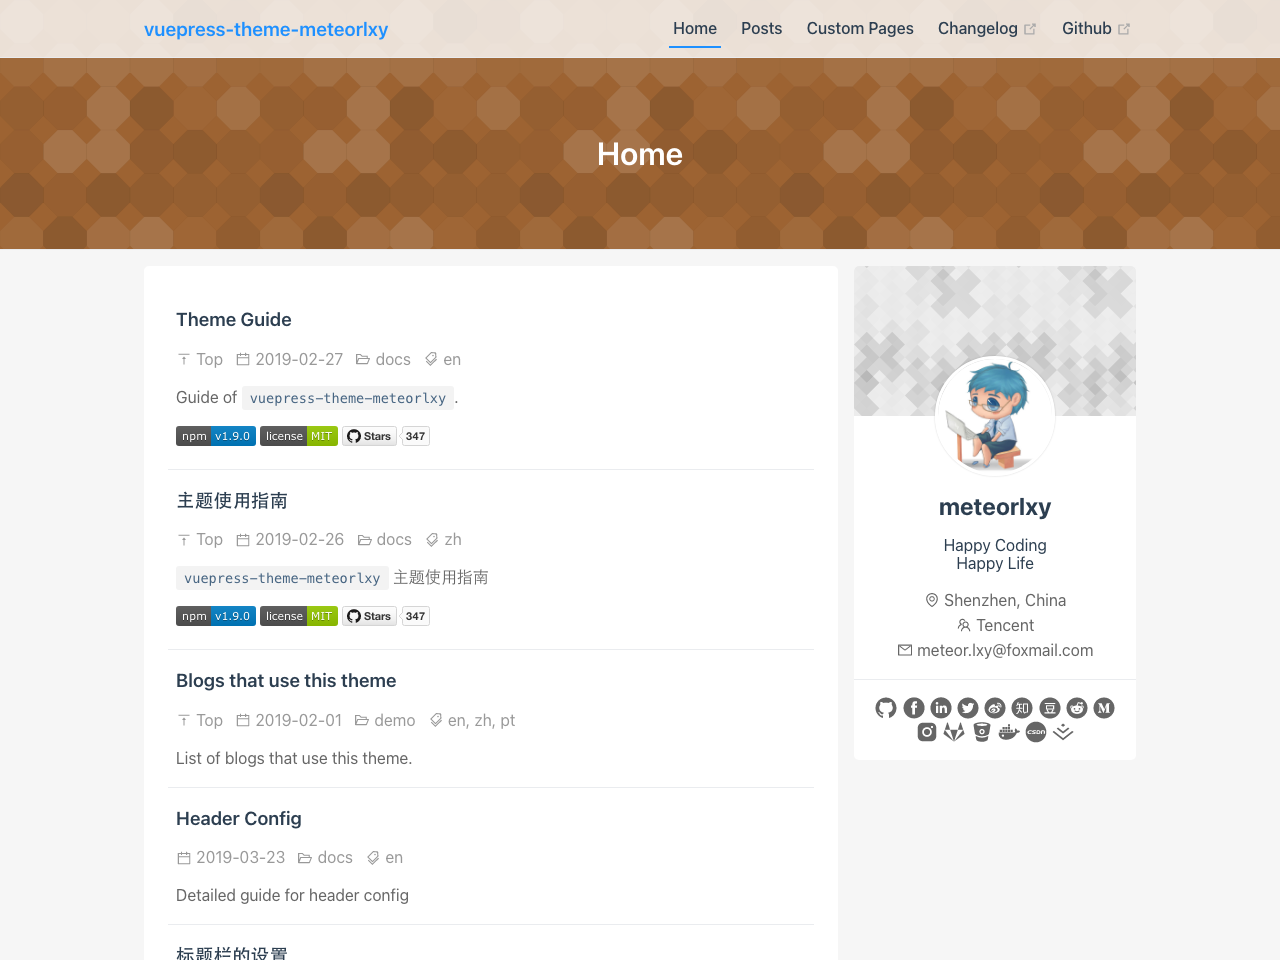 vuepress-theme-meteorlxy
Home Posts Custom Pages Changelog Github
Home
Theme Guide
Top 2019-02-27 docs en
Guide of vuepress-theme-meteorlxy.
npm v1.9.0 license MIT Stars 347
主题使用指南
Top 2019-02-26 docs zh
vuepress-theme-meteorlxy 主题使用指南
npm v1.9.0 license MIT Stars 347
Blogs that use this theme
Top 2019-02-01 demo en, zh, pt
List of blogs that use this theme.
Header Config
2019-03-23 docs en
Detailed guide for header config
标题栏的设置
meteorlxy
Happy Coding
Happy Life
Shenzhen, China
Tencent
meteor.lxy@foxmail.com
知 豆
CSDN